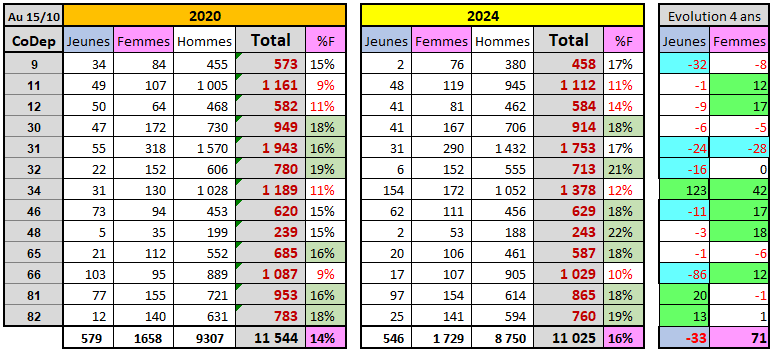 Au 15/10 2020 2024 Evolution 4 ans
CoDep Jeunes Femmes Hommes Total %F Jeunes Femmes Hommes Total %F Jeunes Femmes
9 34 84 455 573 15% 2 76 380 458 17% -32 -8
11 49 107 1 005 1 161 9% 48 119 945 1 112 11% -1 12
12 50 64 468 582 11% 41 81 462 584 14% -9 17
30 47 172 730 949 18% 41 167 706 914 18% -6 -5
31 55 318 1 570 1 943 16% 31 290 1 432 1 753 17% -24 -28
32 22 152 606 780 19% 6 152 555 713 21% -16 0
34 31 130 1 028 1 189 11% 154 172 1 052 1 378 12% 123 42
46 73 94 453 620 15% 62 111 456 629 18% -11 17
48 5 35 199 239 15% 2 53 188 243 22% -3 18
65 21 112 552 685 16% 20 106 461 587 18% -1 -6
66 103 95 889 1 087 9% 17 107 905 1 029 10% -86 12
81 77 155 721 953 16% 97 154 614 865 18% 20 -1
82 12 140 631 783 18% 25 141 594 760 19% 13 1
579 1658 9307 11 544 14% 546 1 729 8 750 11 025 16% -33 71